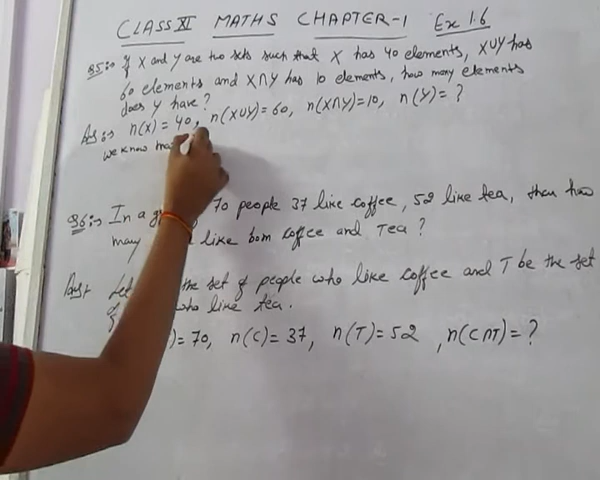 CLASS XI MATHS CHAPTER-1 Ex 1.6
Q5:- If X and Y are two sets such that X has 40 elements, X∪Y has
60 elements and X∩Y has 10 elements, how many elements
does Y have?
Ans:- n(X) = 40, n(X∪Y) = 60, n(X∩Y) = 10, n(Y) = ?
we know
Q6:- In a 70 people 37 like coffee, 52 like tea, then how
may like both coffee and Tea?
Ans:- Let the set of people who like coffee and T be the set
of who like tea.
) = 70, n(C) = 37, n(T) = 52, n(C∩T) = ?